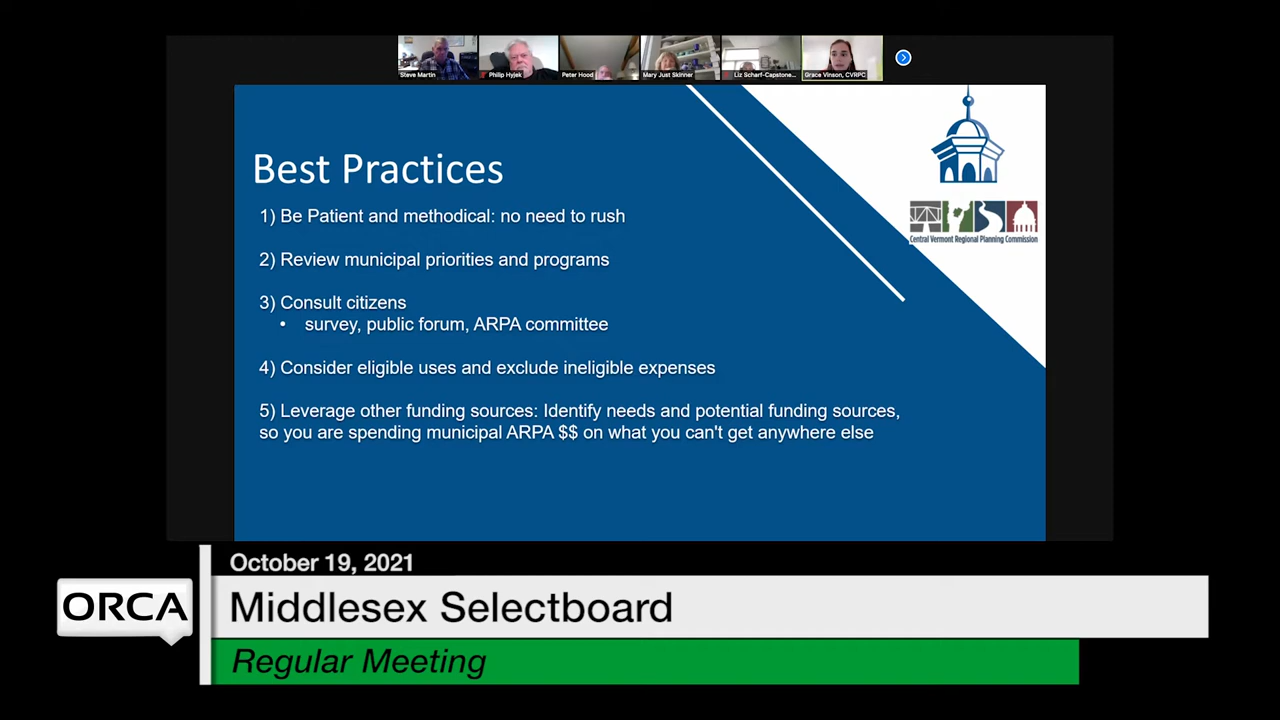 Steve Martin
Philip Hyjek
Peter Hood
Mary Just Skinner
Liz Scharf-Capstone...
Grace Vinson, CVRPC
Best Practices
1) Be Patient and methodical: no need to rush
2) Review municipal priorities and programs
3) Consult citizens
• survey, public forum, ARPA committee
4) Consider eligible uses and exclude ineligible expenses
5) Leverage other funding sources: Identify needs and potential funding sources,
so you are spending municipal ARPA $$ on what you can't get anywhere else
Central Vermont Regional Planning Commission
October 19, 2021
ORCA
Middlesex Selectboard
Regular Meeting